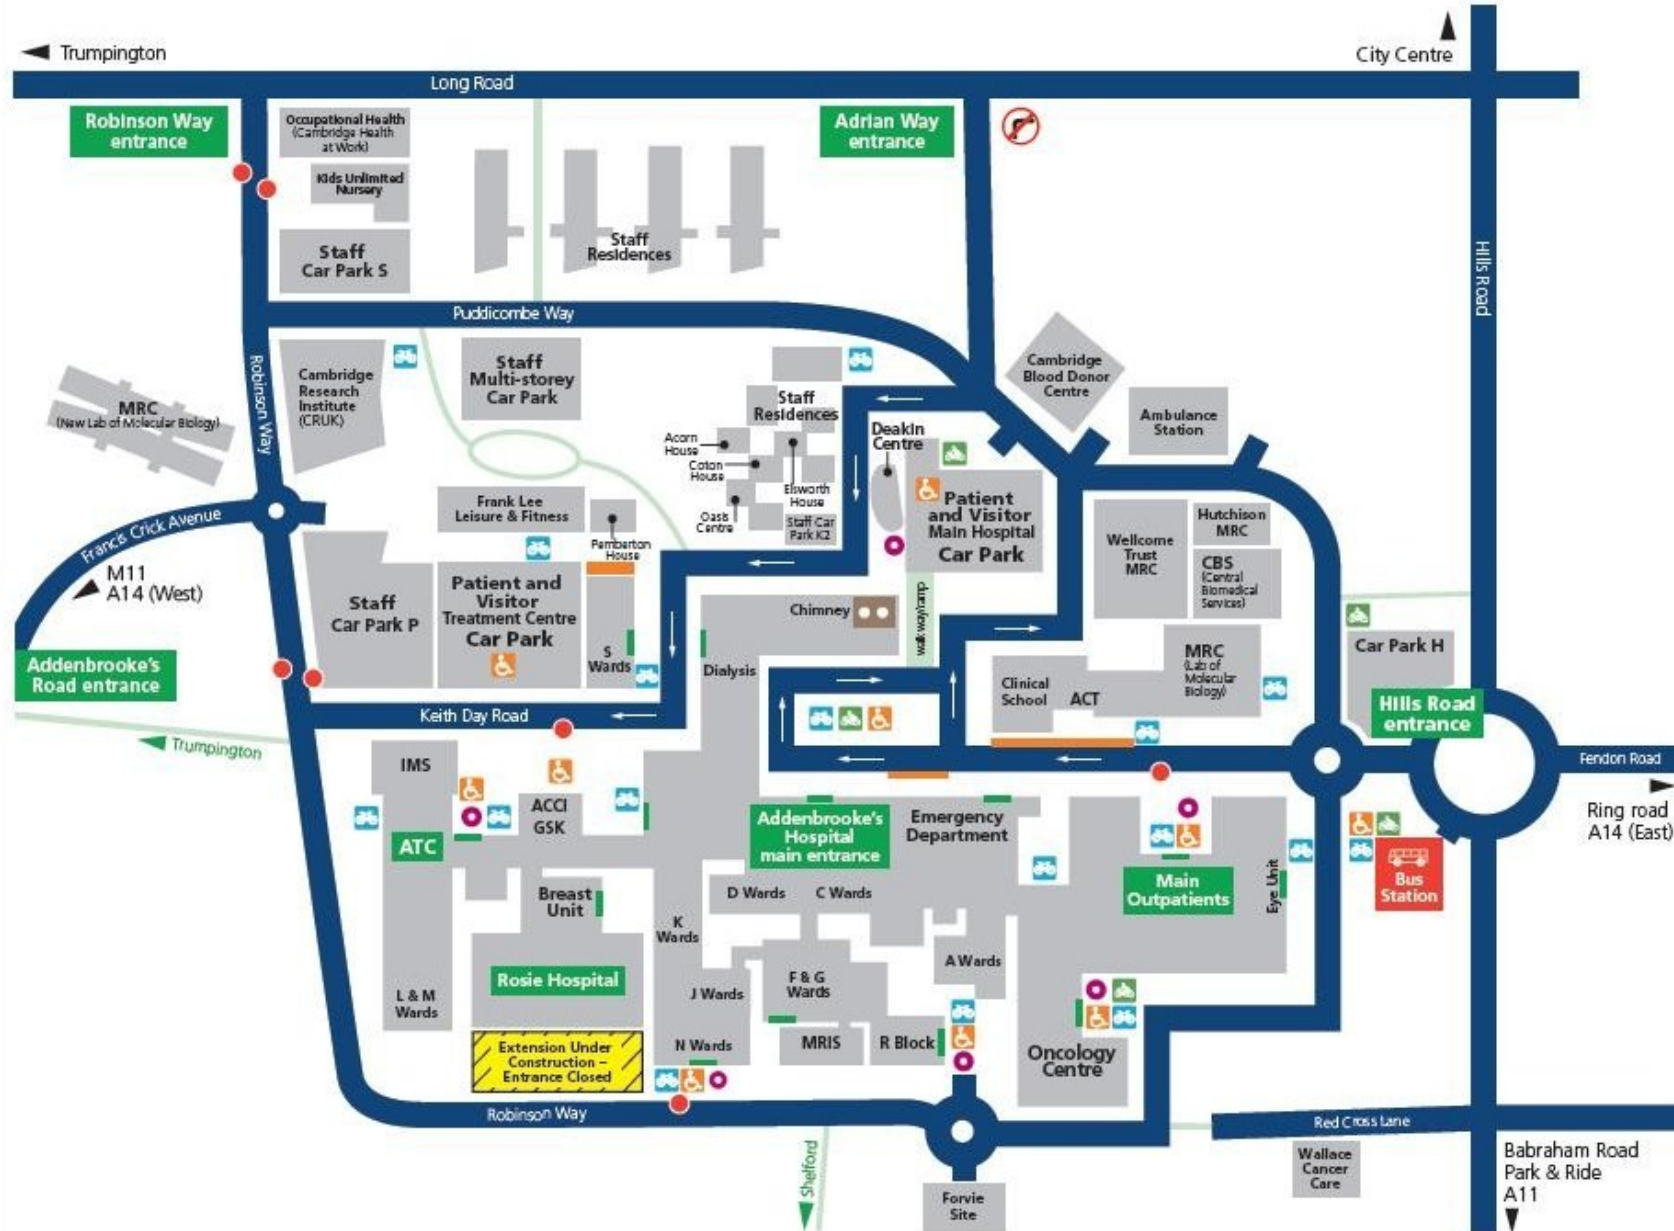 Trumpington
City Centre
Long Road
Robinson Way
entrance
Occupational Health
(Cambridge Health
at Work)
Kids Unlimited
Nursery
Staff
Car Park S
Staff
Residences
Adrian Way
entrance
Hills Road
Puddicombe Way
Robinson Way
MRC
(New Lab of Molecular Biology)
Cambridge
Research
Institute
(CRUK)
Staff
Multi-storey
Car Park
Staff
Residences
Acorn
House
Coton
House
Elsworth
House
Oasis
Centre
Staff Car
Park K2
Deakin
Centre
Cambridge
Blood Donor
Centre
Ambulance
Station
Patient
and Visitor
Main Hospital
Car Park
Frank Lee
Leisure & Fitness
Pemberton
House
Francis Crick Avenue
M11
A14 (West)
Staff
Car Park P
Patient and
Visitor
Treatment Centre
Car Park
S
Wards
Dialysis
Chimney
walkway/ramp
Wellcome
Trust
MRC
Hutchison
MRC
CBS
(Central
Biomedical
Services)
MRC
(Lab of
Molecular
Biology)
Clinical
School
ACT
Car Park H
Hills Road
entrance
Addenbrooke's
Road entrance
Keith Day Road
Trumpington
Fendon Road
Ring road
A14 (East)
IMS
ACCI
GSK
ATC
Addenbrooke's
Hospital
main entrance
Emergency
Department
Main
Outpatients
Eye Unit
Bus
Station
Breast
Unit
D Wards
C Wards
K
Wards
A Wards
Rosie Hospital
L & M
Wards
J Wards
F & G
Wards
Extension Under
Construction –
Entrance Closed
N Wards
MRIS
R Block
Oncology
Centre
Robinson Way
Red Cross Lane
Shelford
Forvie
Site
Wallace
Cancer
Care
Babraham Road
Park & Ride
A11